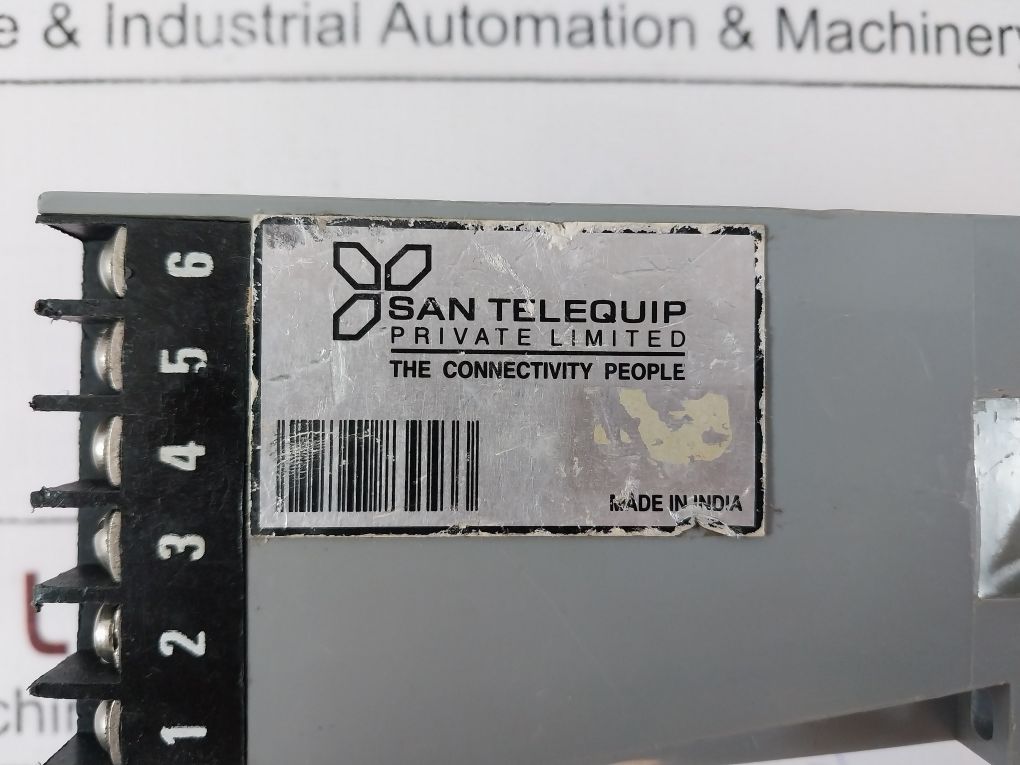 e & Industrial Automation & Machinery
SAN TELEQUIP
PRIVATE LIMITED
THE CONNECTIVITY PEOPLE
MADE IN INDIA
6
5
4
3
2
1